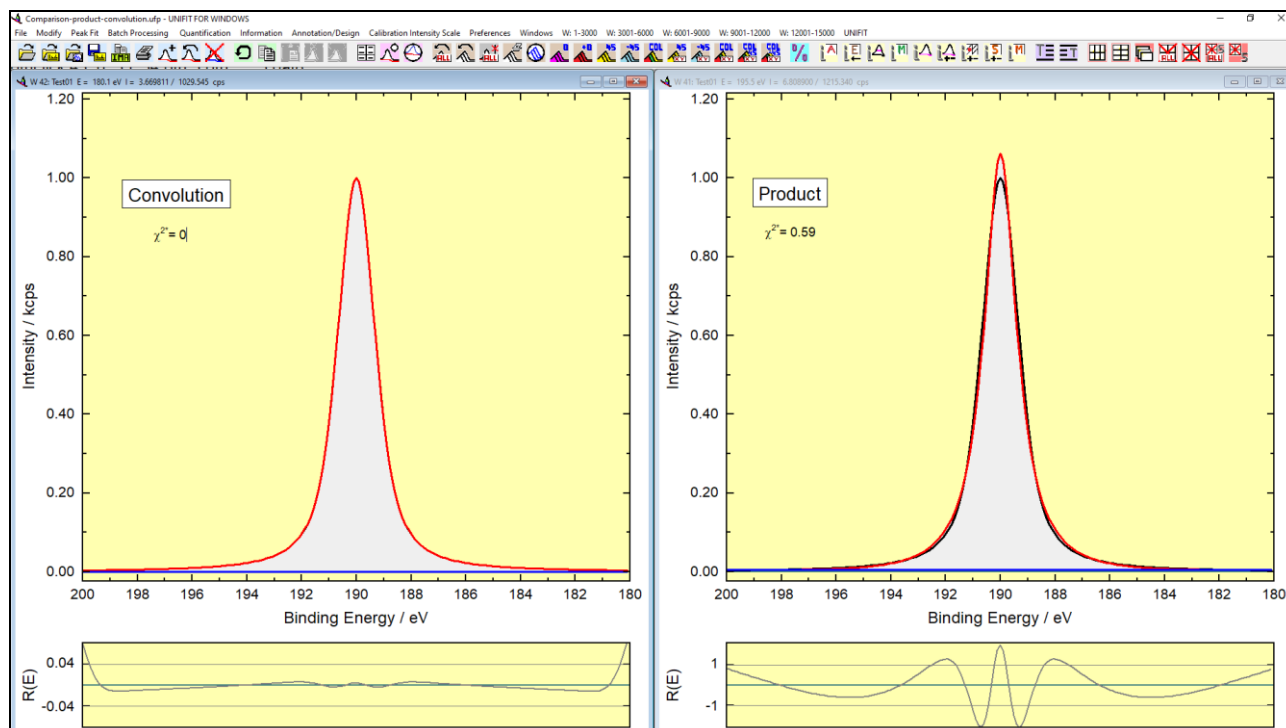 Comparison-product-convolution.ufp - UNIFIT FOR WINDOWS
File Modify Peak Fit Batch Processing Quantification Information Annotation/Design Calibration Intensity Scale Preferences Windows W: 1-3000 W: 3001-6000 W: 6001-9000 W: 9001-12000 W: 12001-15000 UNIFIT
W 42: Test01 E = 180.1 eV I = 3.669811 / 1029.545 cps
1.20
1.00
0.80
0.60
0.40
0.20
0.00
Intensity / kcps
Convolution
χ²*= 0
200 198 196 194 192 190 188 186 184 182 180
Binding Energy / eV
R(E)
0.04
-0.04
W 41: Test01 E = 195.5 eV I = 6.808900 / 1215.340 cps
1.20
1.00
0.80
0.60
0.40
0.20
0.00
Intensity / kcps
Product
χ²*= 0.59
200 198 196 194 192 190 188 186 184 182 180
Binding Energy / eV
R(E)
1
-1